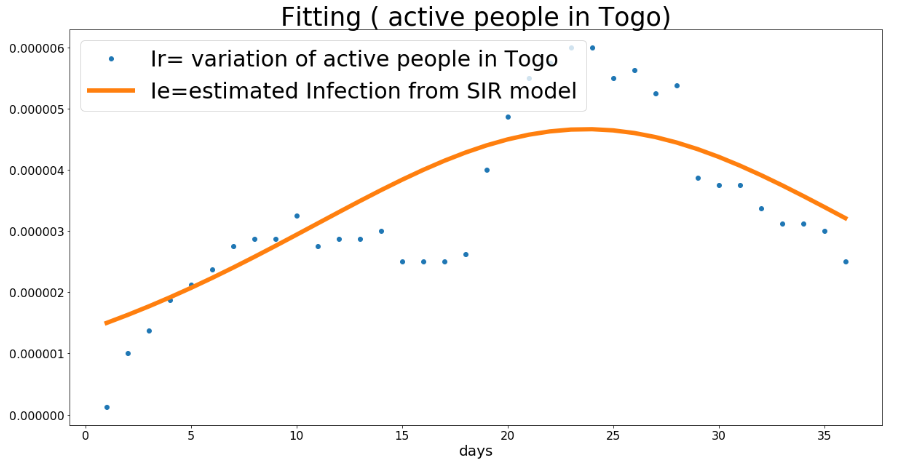 Fitting ( active people in Togo)
0.000006
Ir= variation of active people in Togo
Ie=estimated Infection from SIR model
0.000005
0.000004
0.000003
0.000002
0.000001
0.000000
0 5 10 15 20 25 30 35
days